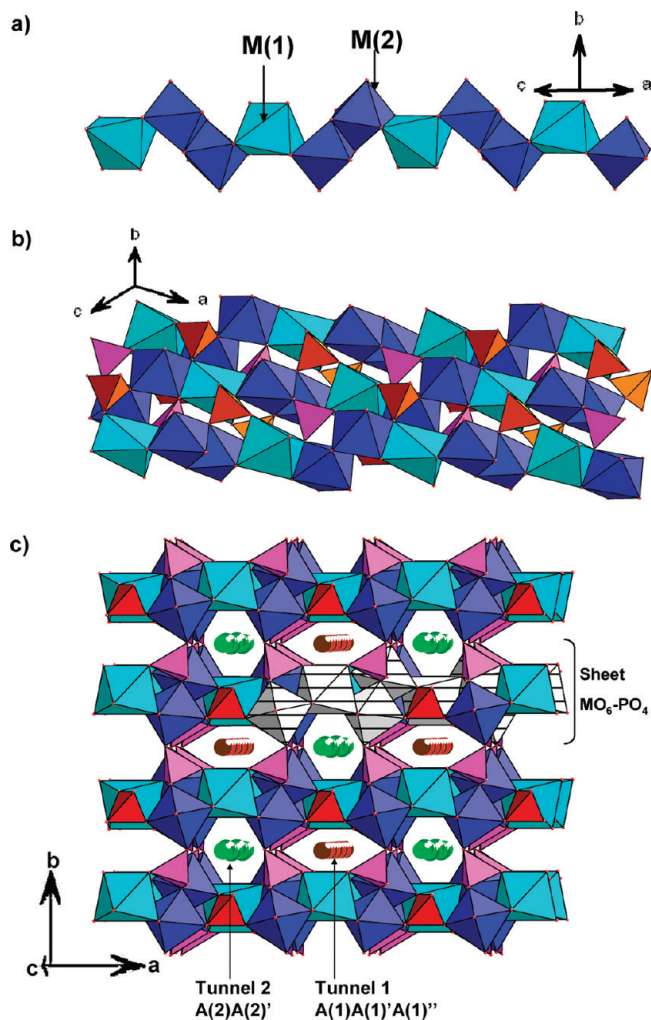 a)
M(1)
M(2)
b
c
a
b)
b
c
a
c)
Sheet
MO₆-PO₄
b
c
a
Tunnel 2
A(2)A(2)'
Tunnel 1
A(1)A(1)'A(1)''